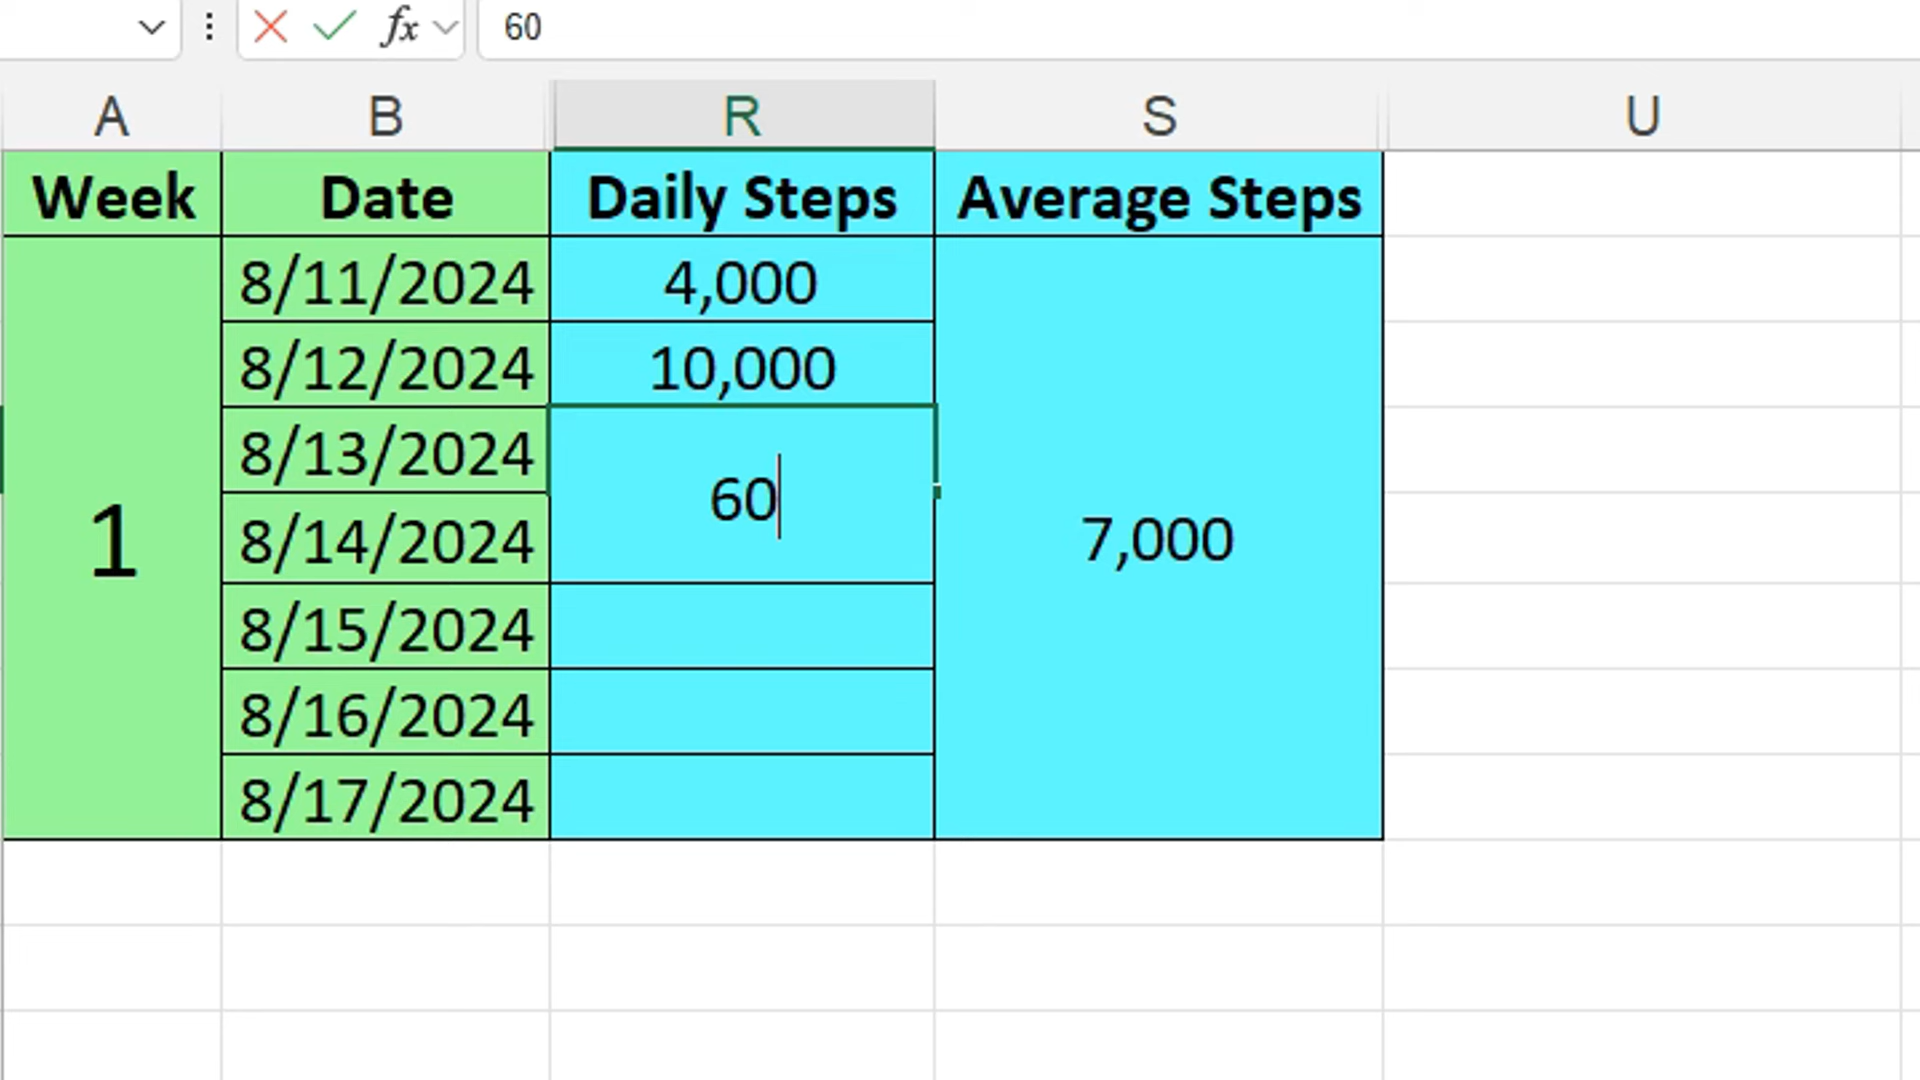 fx 60
A B R S U
Week Date Daily Steps Average Steps
8/11/2024 4,000
8/12/2024 10,000
8/13/2024 60
1 8/14/2024 7,000
8/15/2024
8/16/2024
8/17/2024